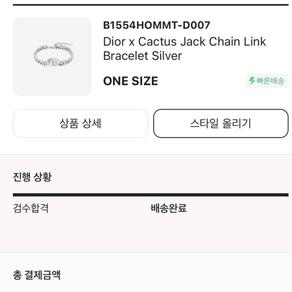 B1554HOMMT-D007
Dior x Cactus Jack Chain Link
Bracelet Silver
ONE SIZE
빠른배송
상품 상세
스타일 올리기
진행 상황
검수합격
배송완료
총 결제금액